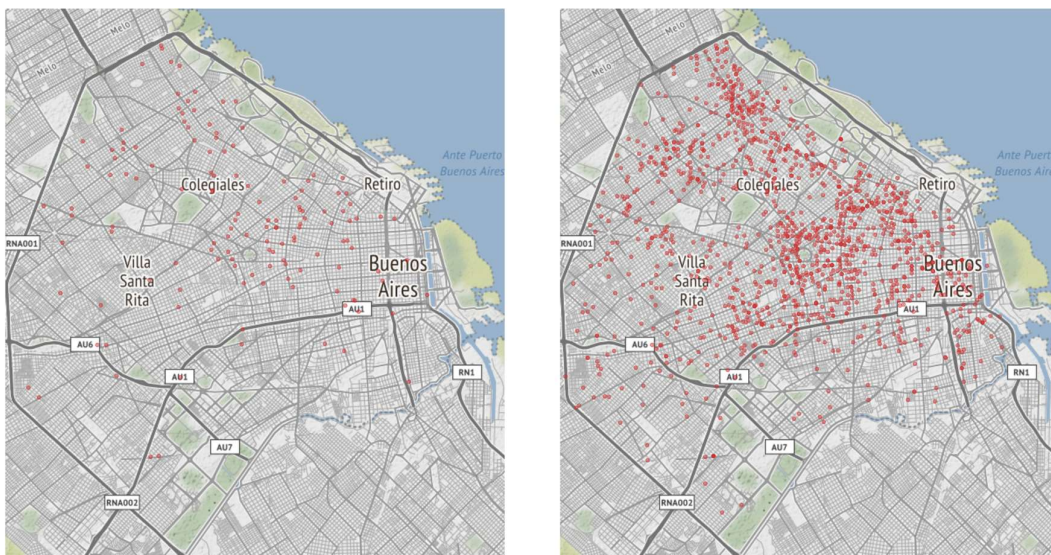 Melo
Melo
Ante Puerto
Buenos Aires
Colegiales
Retiro
RNA001
Villa
Santa
Rita
Buenos
Aires
AU1
AU6
AU1
RN1
AU7
RNA002
Melo
Melo
Ante Puerto
Buenos Aires
Colegiales
Retiro
RNA001
Villa
Santa
Rita
Buenos
Aires
AU1
AU6
AU1
RN1
AU7
RNA002